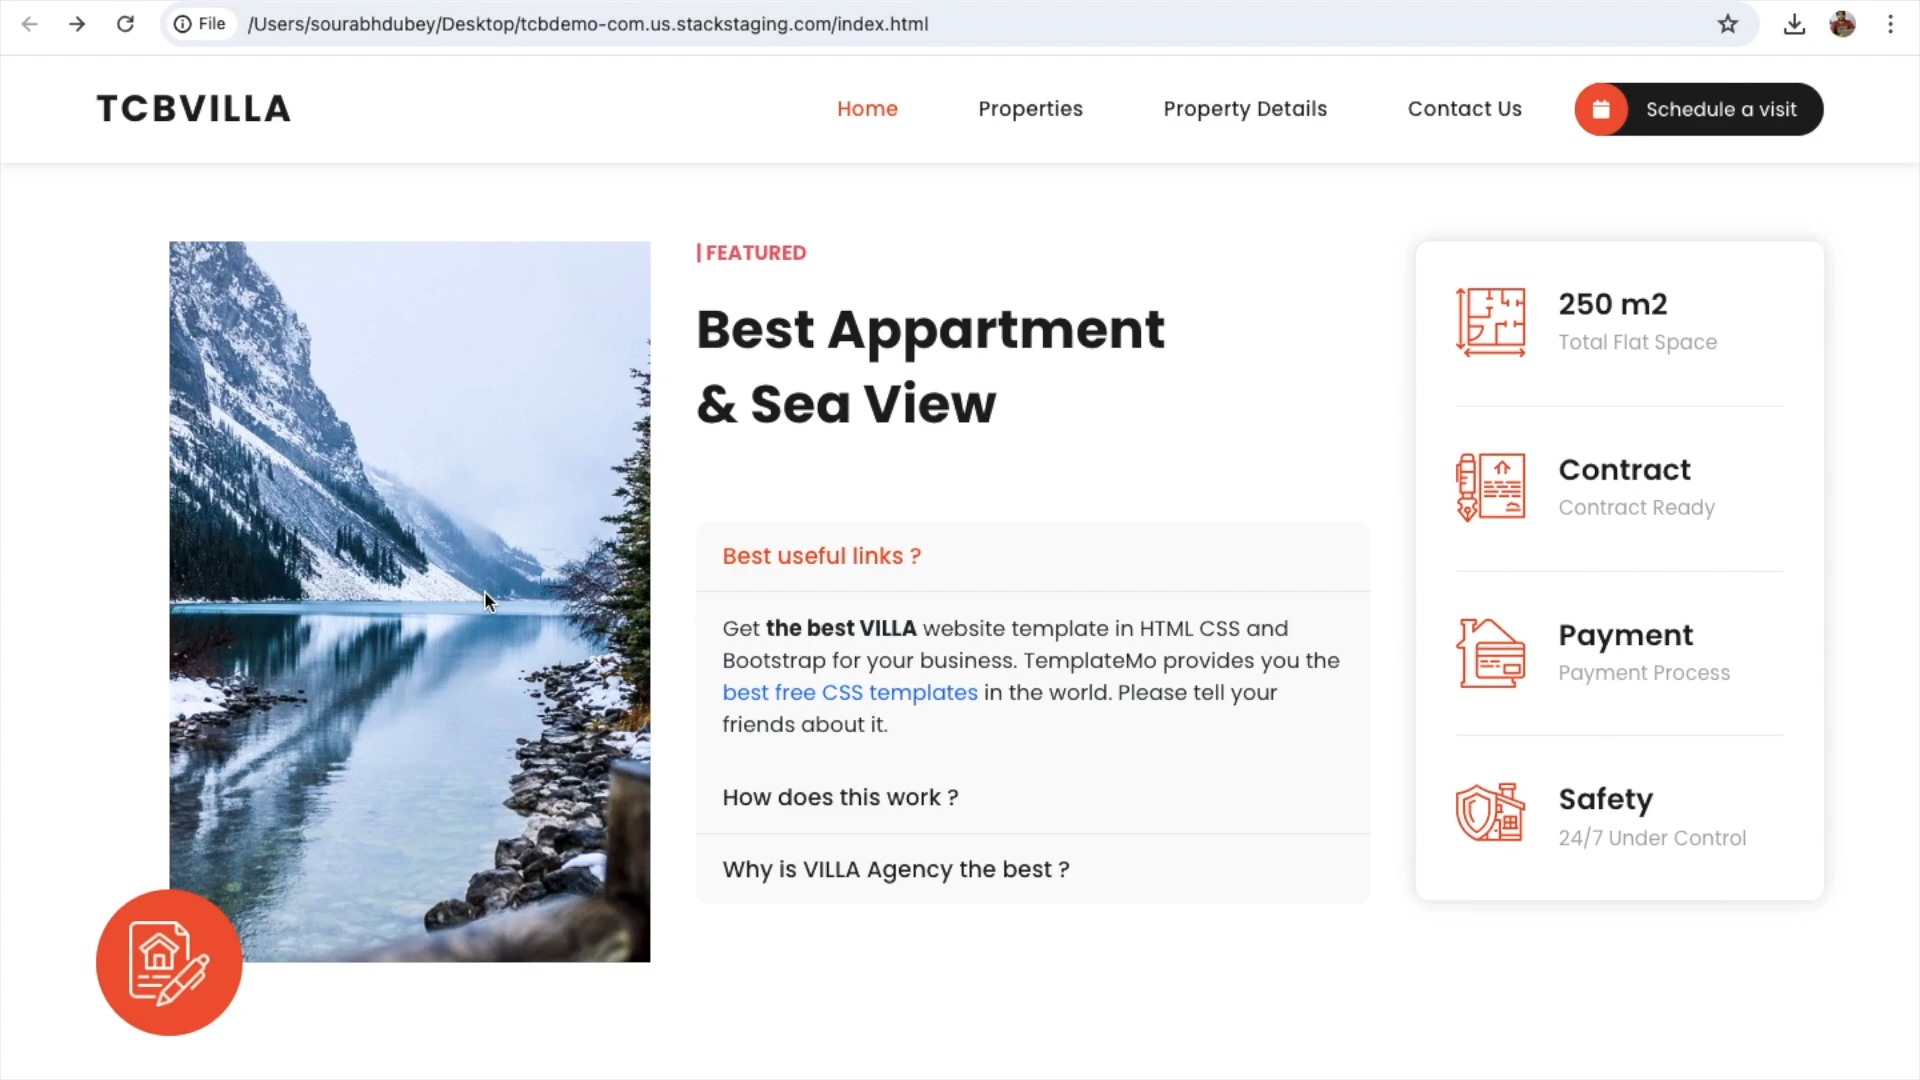 File /Users/sourabhdubey/Desktop/tcbdemo-com.us.stackstaging.com/index.html
TCBVILLA
Home
Properties
Property Details
Contact Us
Schedule a visit
| FEATURED
Best Appartment
& Sea View
Best useful links ?
Get the best VILLA website template in HTML CSS and
Bootstrap for your business. TemplateMo provides you the
best free CSS templates in the world. Please tell your
friends about it.
How does this work ?
Why is VILLA Agency the best ?
250 m2
Total Flat Space
Contract
Contract Ready
Payment
Payment Process
Safety
24/7 Under Control